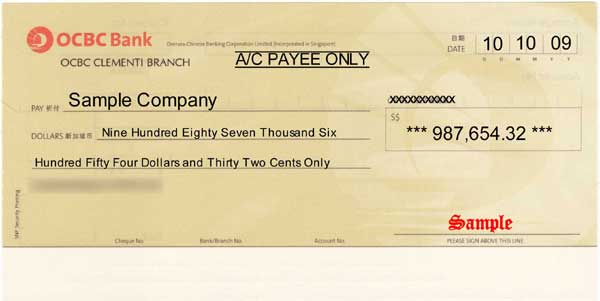 OCBC Bank
Oversea-Chinese Banking Corporation Limited (Incorporated in Singapore)
日期
DATE 10 10 09
D D M M Y Y
OCBC CLEMENTI BRANCH
A/C PAYEE ONLY
PAY 祈付 Sample Company
XXXXXXXXXXXX
S$
DOLLARS 新加坡币 Nine Hundred Eighty Seven Thousand Six
*** 987,654.32 ***
Hundred Fifty Four Dollars and Thirty Two Cents Only
SNP Security Printing
Sample
Cheque No. Bank/Branch No. Account No. PLEASE SIGN ABOVE THIS LINE